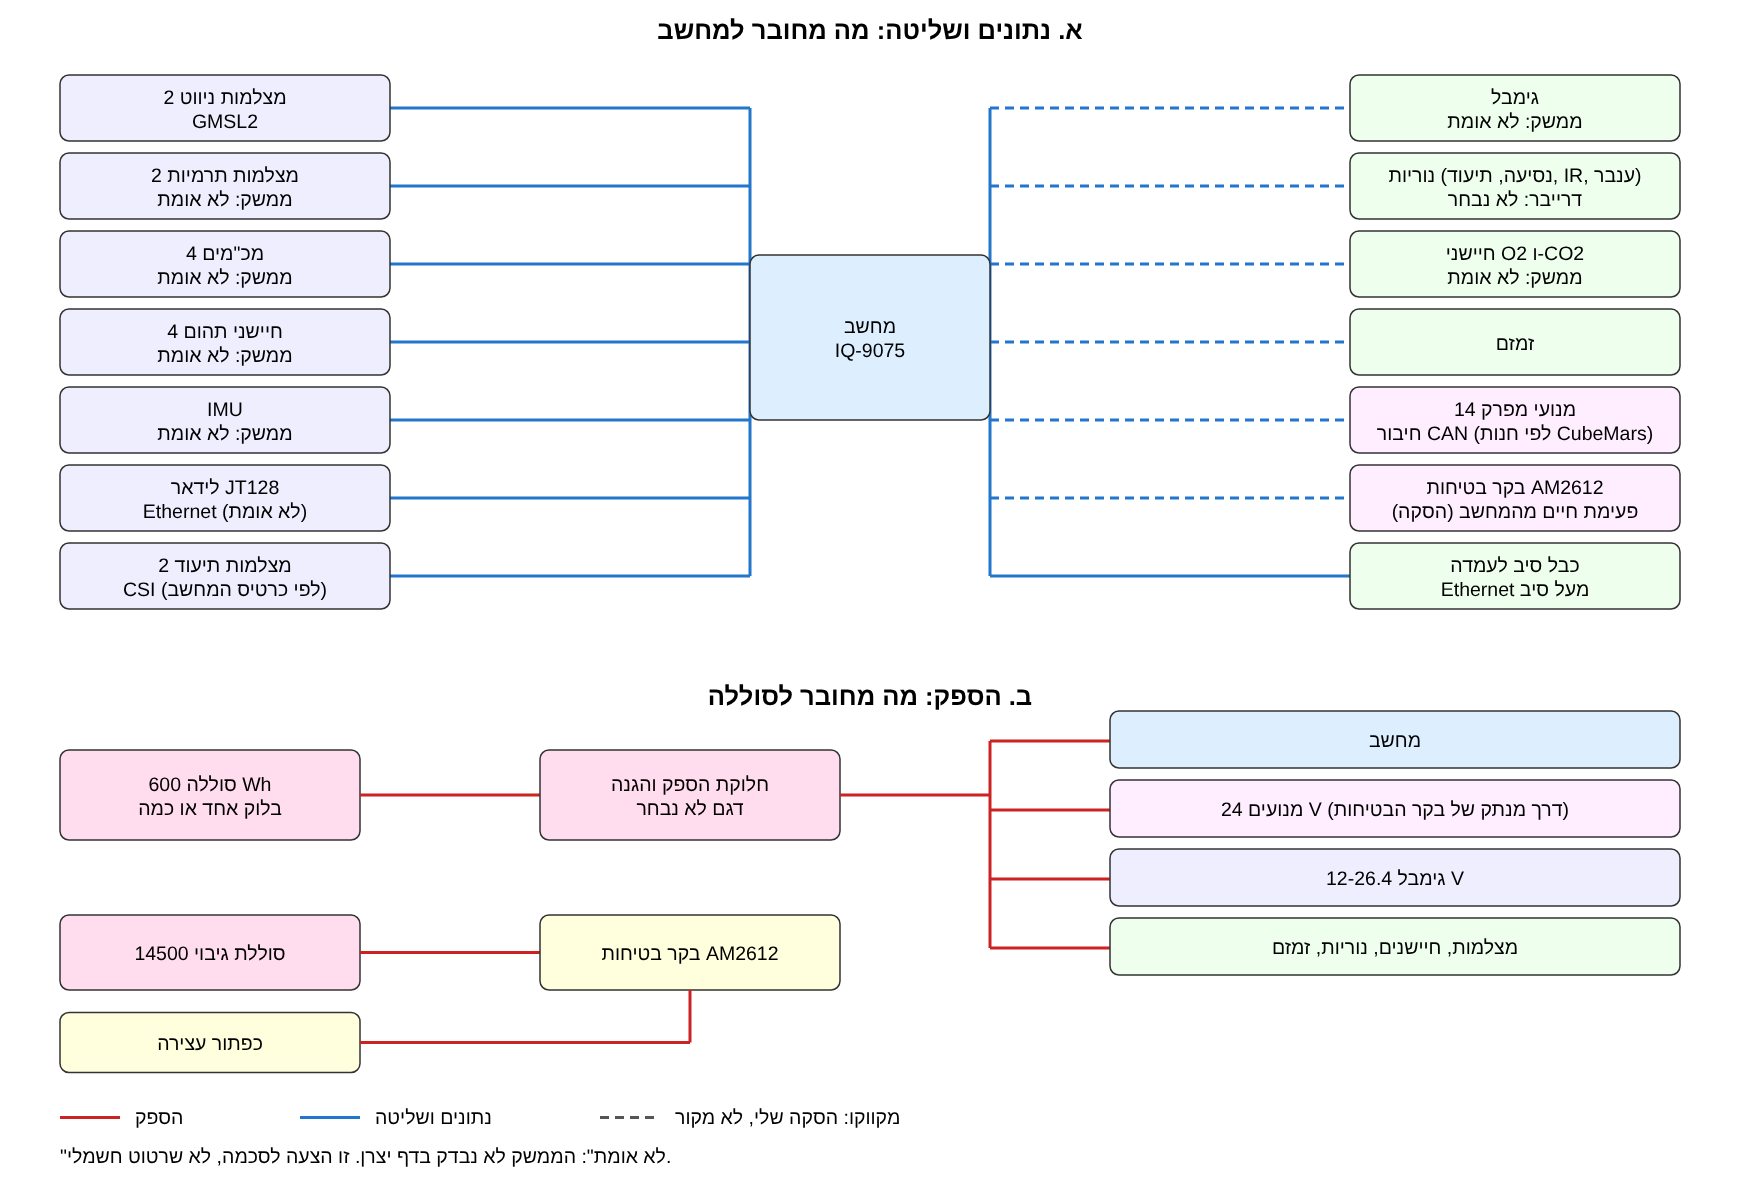 א. נתונים ושליטה: מה מחובר למחשב
2 מצלמות ניווט
GMSL2
2 מצלמות תרמיות
ממשק: לא אומת
4 מכ"מים
ממשק: לא אומת
4 חיישני תהום
ממשק: לא אומת
IMU
ממשק: לא אומת
לידאר JT128
Ethernet (לא אומת)
2 מצלמות תיעוד
CSI (לפי כרטיס המחשב)
מחשב
IQ-9075
גימבל
ממשק: לא אומת
נוריות (נסיעה, תיעוד, IR, ענבר)
דרייבר: לא נבחר
חיישני O2 ו-CO2
ממשק: לא אומת
זמזם
14 מנועי מפרק
חיבור CAN (לפי חנות CubeMars)
בקר בטיחות AM2612
פעימת חיים מהמחשב (הסקה)
כבל סיב לעמדה
Ethernet מעל סיב
ב. הספק: מה מחובר לסוללה
סוללה 600 Wh
בלוק אחד או כמה
חלוקת הספק והגנה
דגם לא נבחר
מחשב
מנועים 24 V (דרך מנתק של בקר הבטיחות)
גימבל 12-26.4 V
מצלמות, חיישנים, נוריות, זמזם
סוללת גיבוי 14500
בקר בטיחות AM2612
כפתור עצירה
הספק
נתונים ושליטה
מקווקו: הסקה שלי, לא מקור
"לא אומת": הממשק לא נבדק בדף יצרן. זו הצעה לסכמה, לא שרטוט חשמלי.